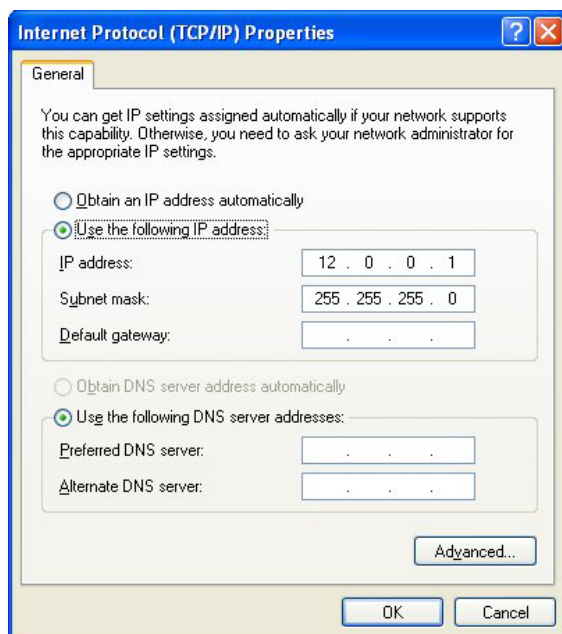 Internet Protocol (TCP/IP) Properties
General
You can get IP settings assigned automatically if your network supports
this capability. Otherwise, you need to ask your network administrator for
the appropriate IP settings.
Obtain an IP address automatically
Use the following IP address:
IP address: 12 . 0 . 0 . 1
Subnet mask: 255 . 255 . 255 . 0
Default gateway: . . .
Obtain DNS server address automatically
Use the following DNS server addresses:
Preferred DNS server: . . .
Alternate DNS server: . . .
Advanced...
OK Cancel